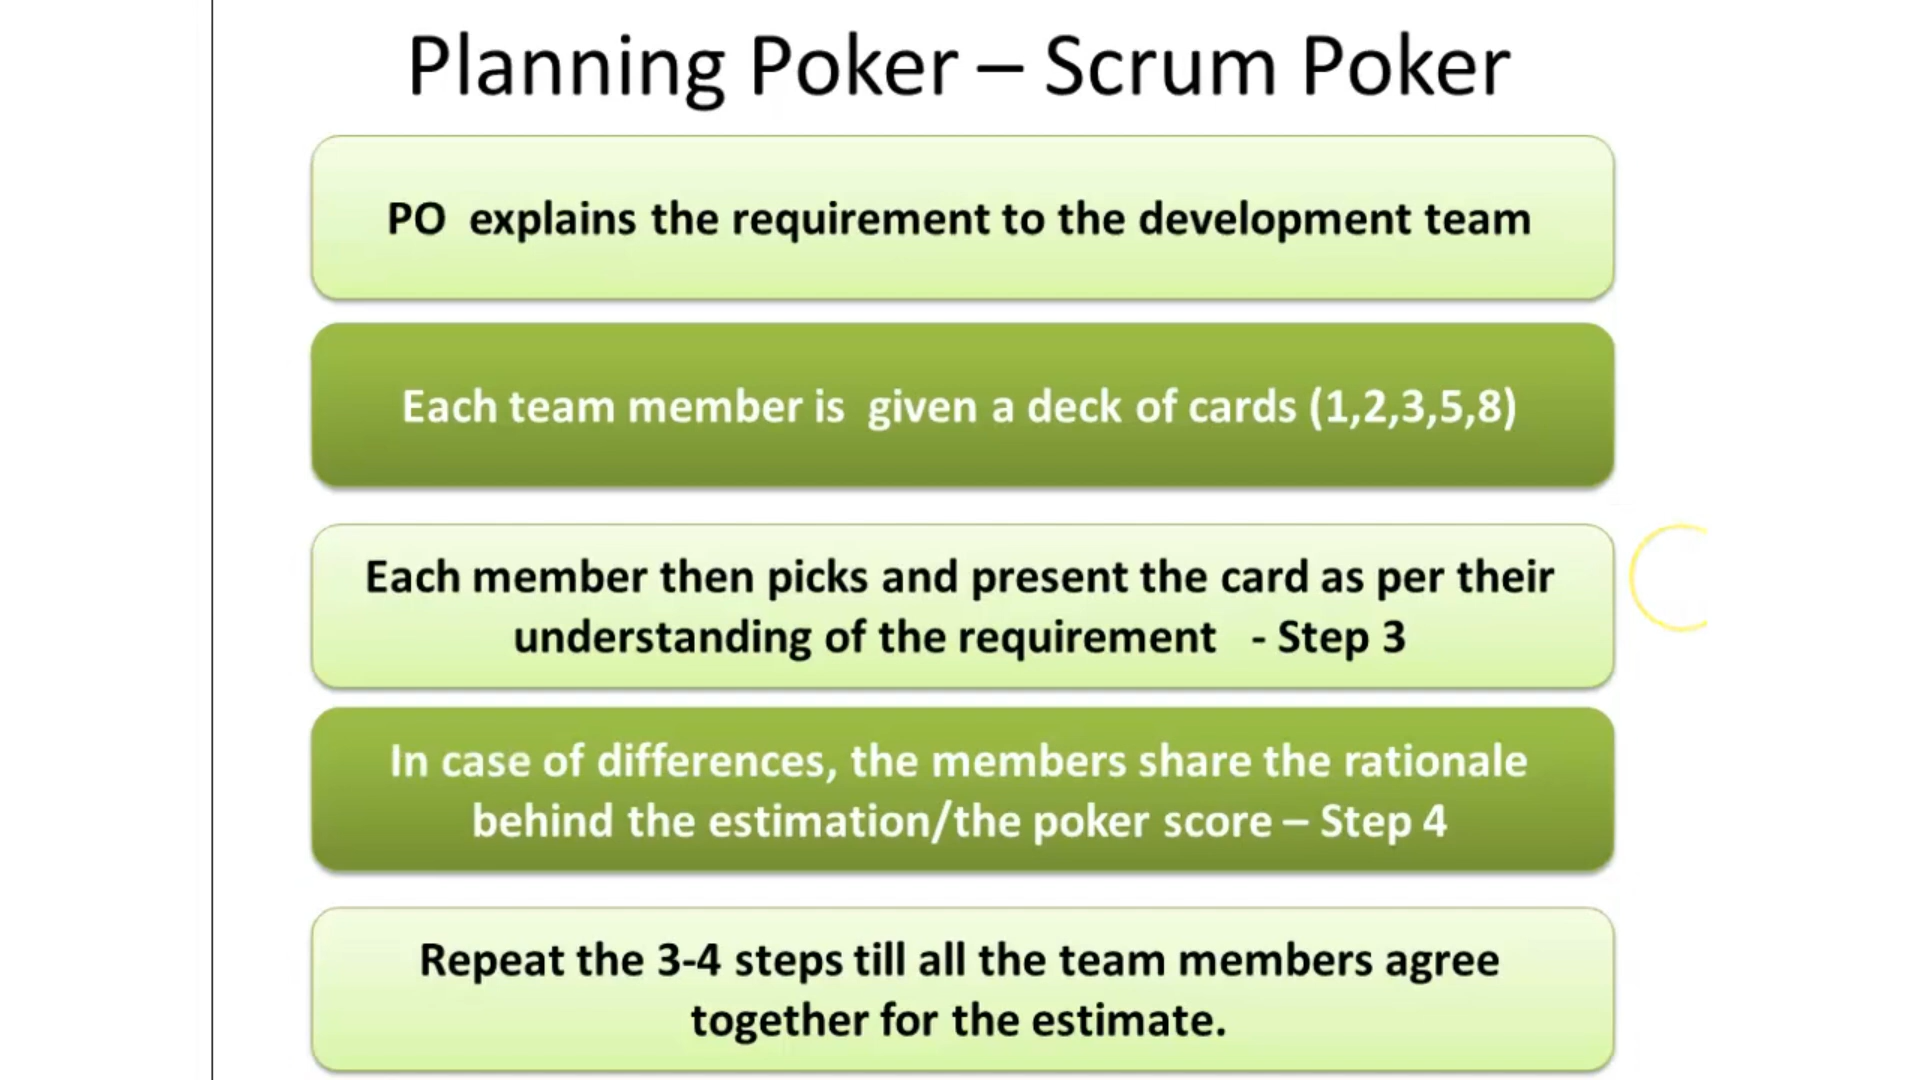 Planning Poker – Scrum Poker
PO explains the requirement to the development team
Each team member is given a deck of cards (1,2,3,5,8)
Each member then picks and present the card as per their
understanding of the requirement - Step 3
In case of differences, the members share the rationale
behind the estimation/the poker score – Step 4
Repeat the 3-4 steps till all the team members agree
together for the estimate.